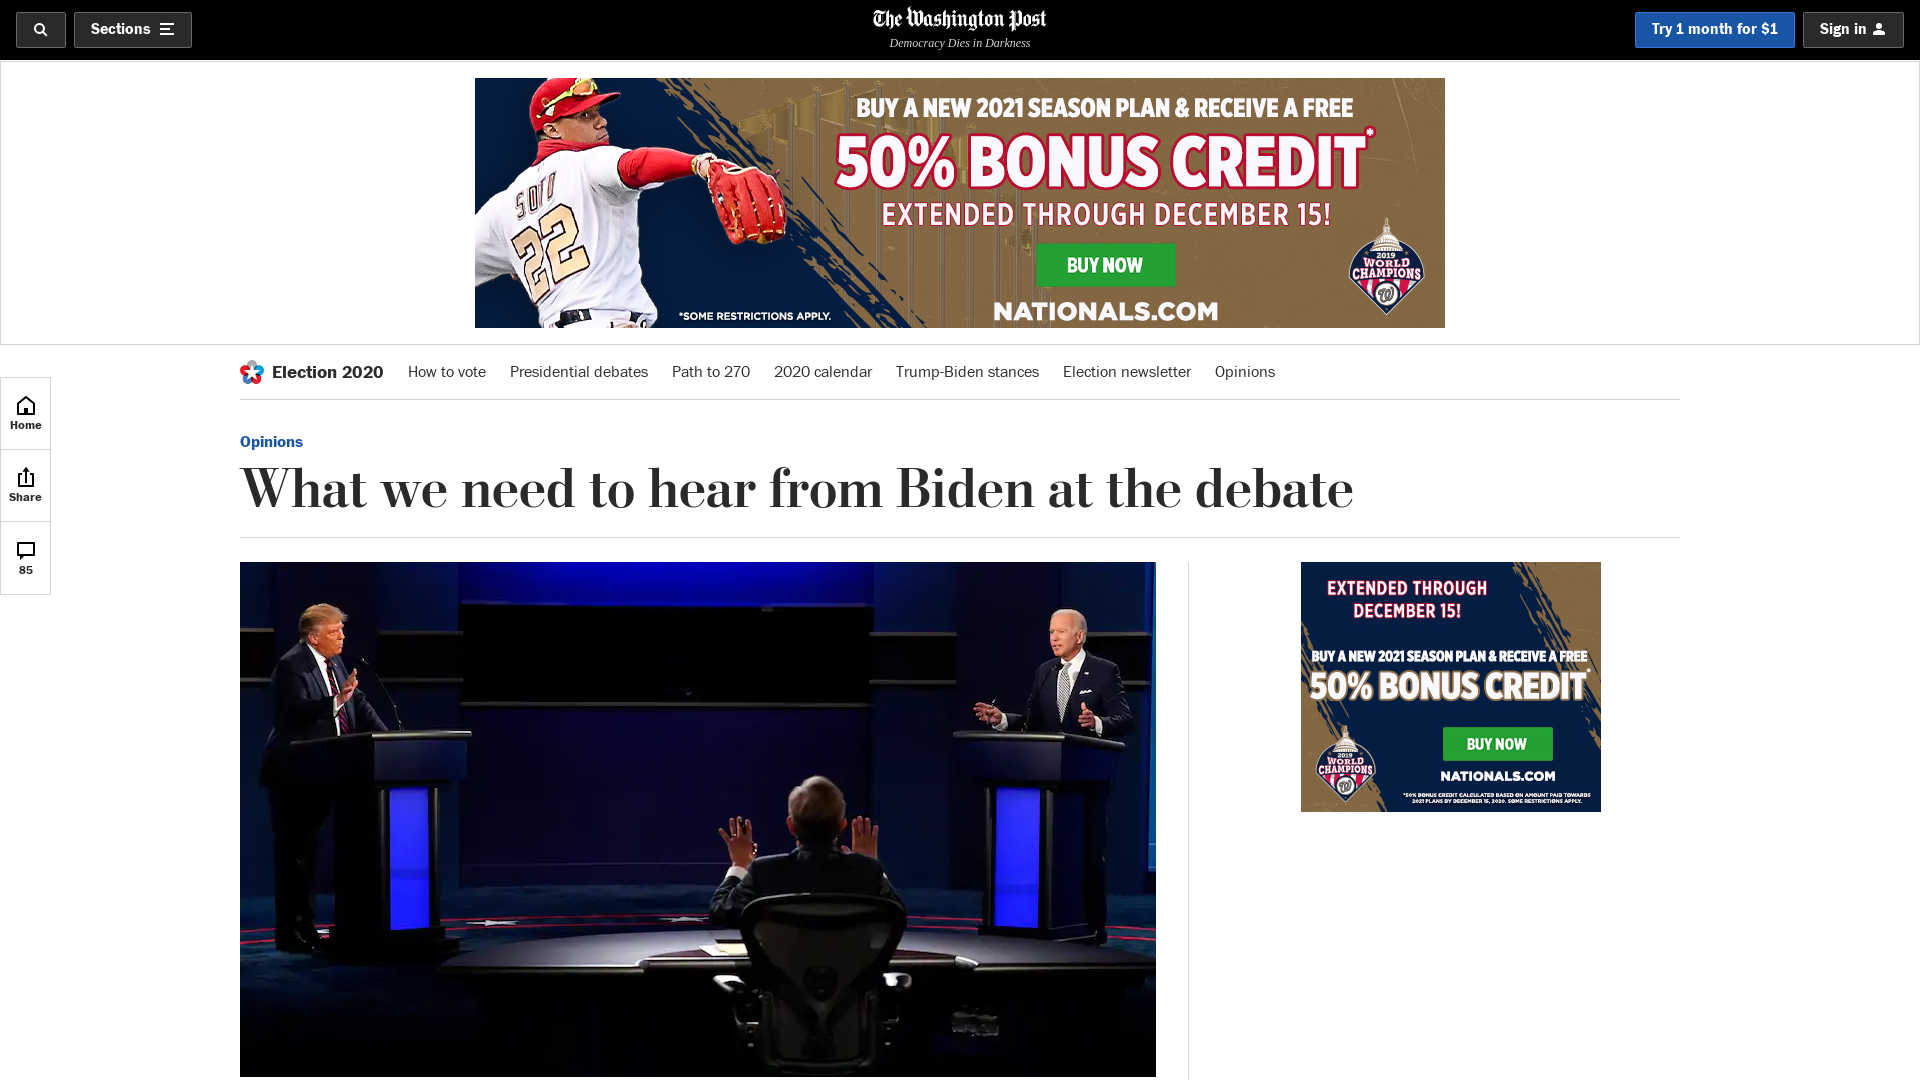 Sections
The Washington Post
Democracy Dies in Darkness
Try 1 month for $1
Sign in
SOTO
22
BUY A NEW 2021 SEASON PLAN & RECEIVE A FREE
50% BONUS CREDIT*
EXTENDED THROUGH DECEMBER 15!
BUY NOW
NATIONALS.COM
*SOME RESTRICTIONS APPLY.
2019
WORLD
CHAMPIONS
W
Election 2020
How to vote
Presidential debates
Path to 270
2020 calendar
Trump-Biden stances
Election newsletter
Opinions
Home
Share
85
Opinions
What we need to hear from Biden at the debate
EXTENDED THROUGH
DECEMBER 15!
BUY A NEW 2021 SEASON PLAN & RECEIVE A FREE
50% BONUS CREDIT*
BUY NOW
NATIONALS.COM
2019
WORLD
CHAMPIONS
W
*50% BONUS CREDIT CALCULATED BASED ON AMOUNT PAID TOWARDS
2021 PLANS BY DECEMBER 15, 2020. SOME RESTRICTIONS APPLY.